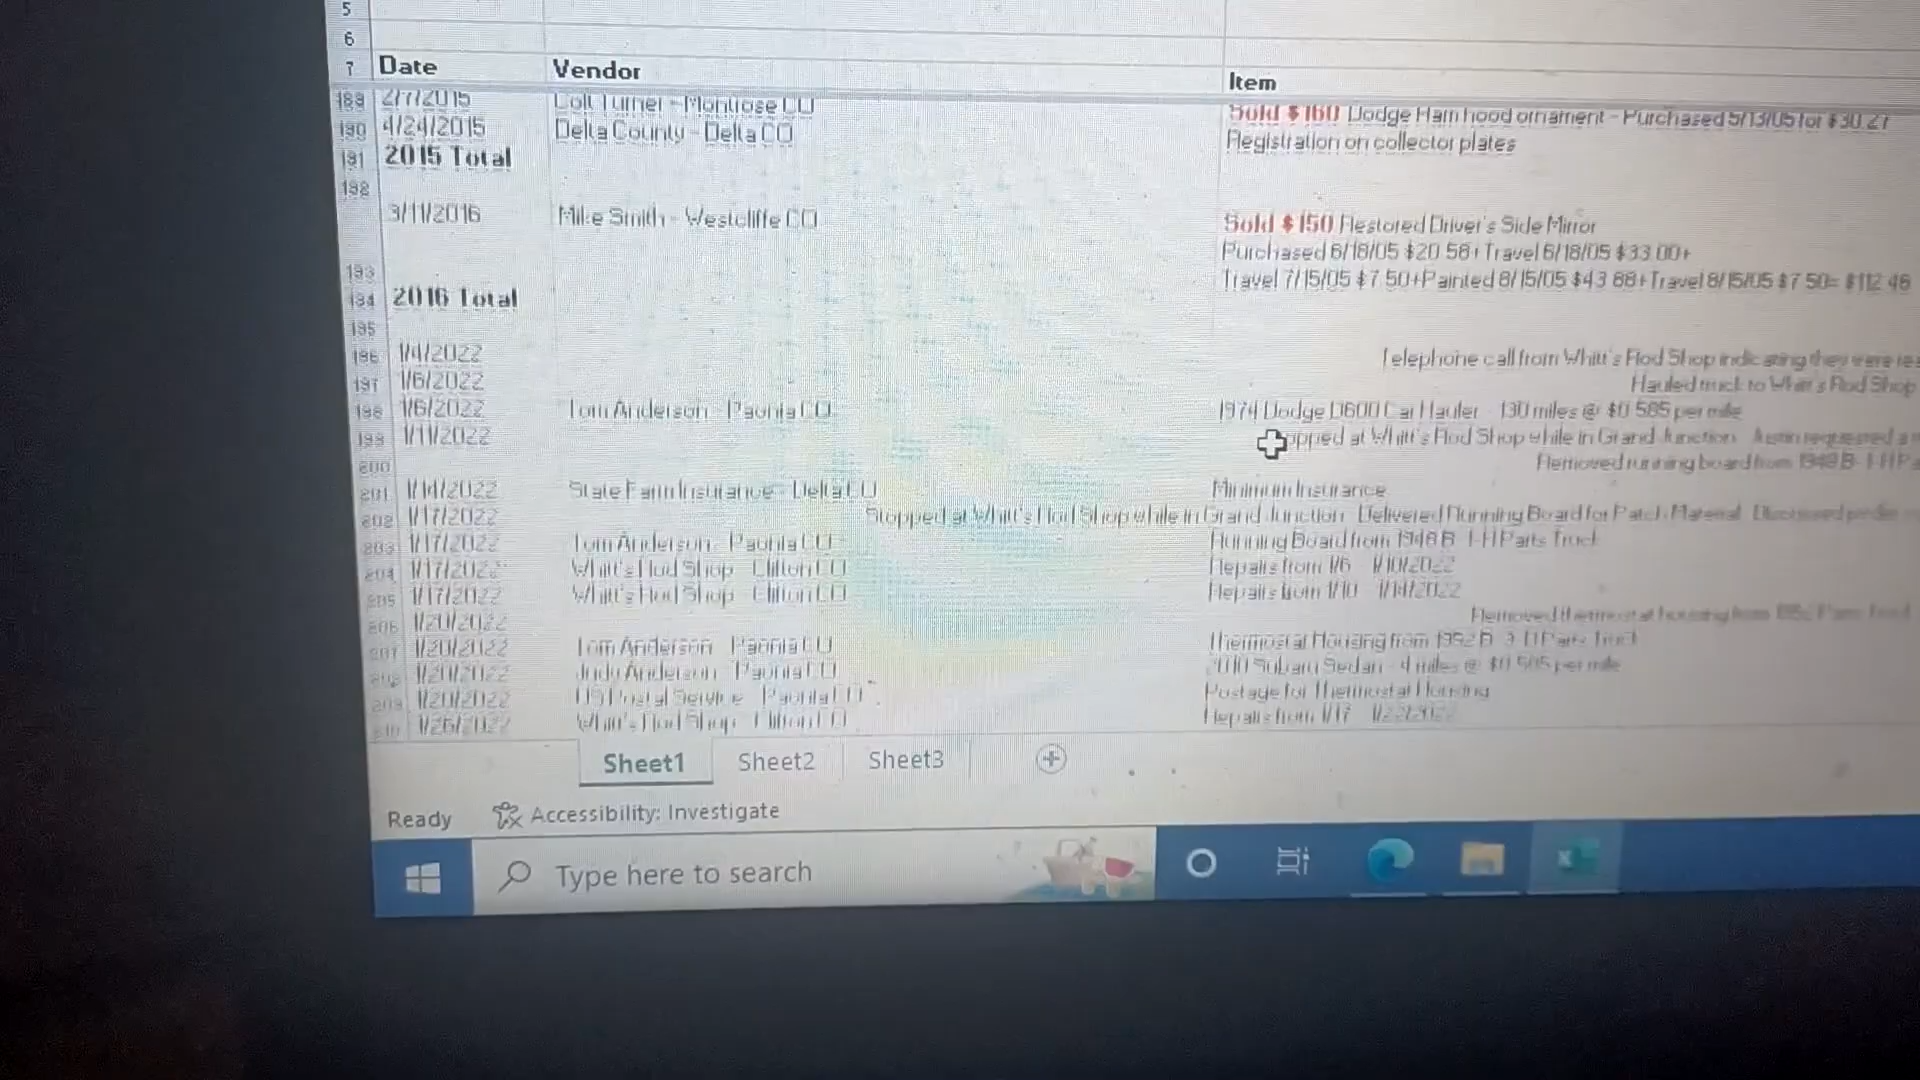 5
6
7 Date Vendor Item
189 2/7/2015 Colt Turner - Montrose CO Sold $160 Dodge Ram hood ornament - Purchased 5/13/05 for $30.27
190 4/24/2015 Delta County - Delta CO Registration on collector plates
191 2015 Total
192
3/11/2016 Mike Smith - Westcliffe CO Sold $150 Restored Driver's Side Mirror
Purchased 6/18/05 $20.58+Travel 6/18/05 $33.00+
193 Travel 7/15/05 $7.50+Painted 8/15/05 $43.88+Travel 8/15/05 $7.50= $112.46
194 2016 Total
195
196 1/4/2022 Telephone call from Whitt's Rod Shop indicating they were
197 1/6/2022 Hauled truck to Whitt's Rod Shop
198 1/6/2022 Tom Anderson - Paonia CO 1974 Dodge D600 Car Hauler - 130 miles @ $0.585 per mile
199 1/11/2022 opped at Whitt's Rod Shop while in Grand Junction. Justin requested a
200 Removed running board from 1948 B-1-H Pa
201 1/14/2022 State Farm Insurance - Delta CO Minimum Insurance
202 1/17/2022 Stopped at Whitt's Rod Shop while in Grand Junction. Delivered Running Board for Patch Material. Discovered
203 1/17/2022 Tom Anderson - Paonia CO Running Board from 1948 B-1-H Parts Truck
204 1/17/2022 Whitt's Rod Shop - Clifton CO Repairs from 1/6 - 1/10/2022
205 1/17/2022 Whitt's Rod Shop - Clifton CO Repairs from 1/10 - 1/14/2022
206 1/20/2022 Removed thermostat housing from
207 1/20/2022 Tom Anderson - Paonia CO Thermostat Housing from 1952 B-3- Parts Truck
208 1/20/2022 Judy Anderson - Paonia CO 2010 Subaru Sedan - 4 miles @ $0.585 per mile
209 1/20/2022 US Postal Service - Paonia CO Postage for Thermostat Housing
210 1/26/2022 Whitt's Rod Shop - Clifton CO Repairs from 1/17 - 1/22/2022
Sheet1 Sheet2 Sheet3
Ready Accessibility: Investigate
Type here to search